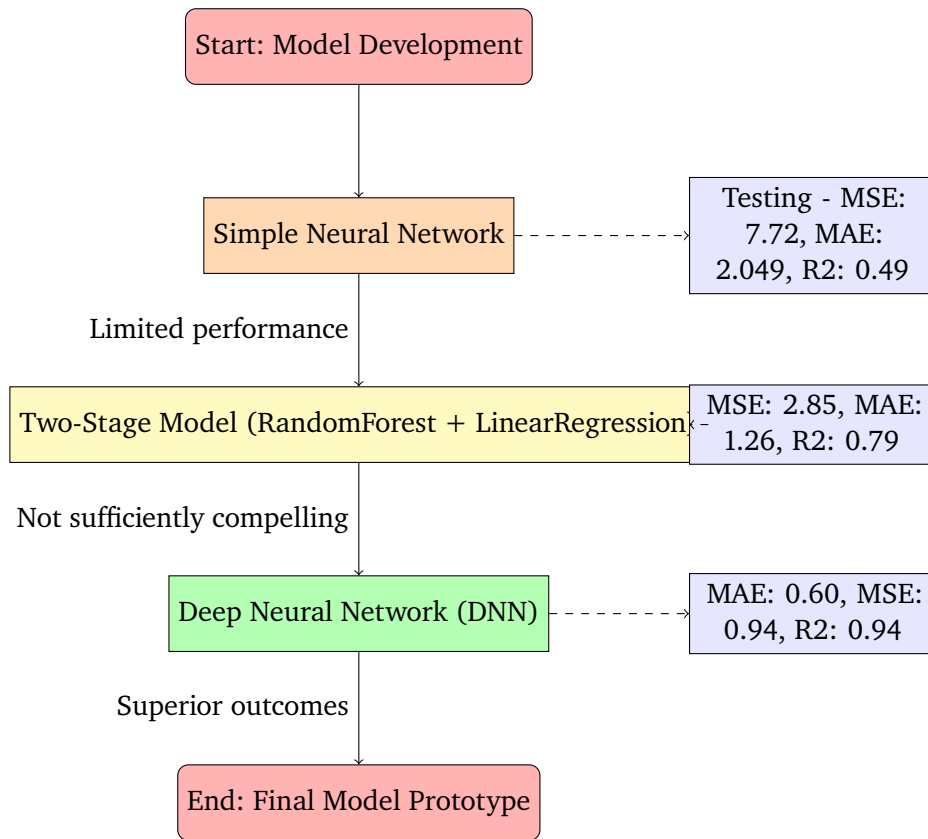 Start: Model Development
Simple Neural Network
Testing - MSE:
7.72, MAE:
2.049, R2: 0.49
Limited performance
Two-Stage Model (RandomForest + LinearRegression)
MSE: 2.85, MAE:
1.26, R2: 0.79
Not sufficiently compelling
Deep Neural Network (DNN)
MAE: 0.60, MSE:
0.94, R2: 0.94
Superior outcomes
End: Final Model Prototype